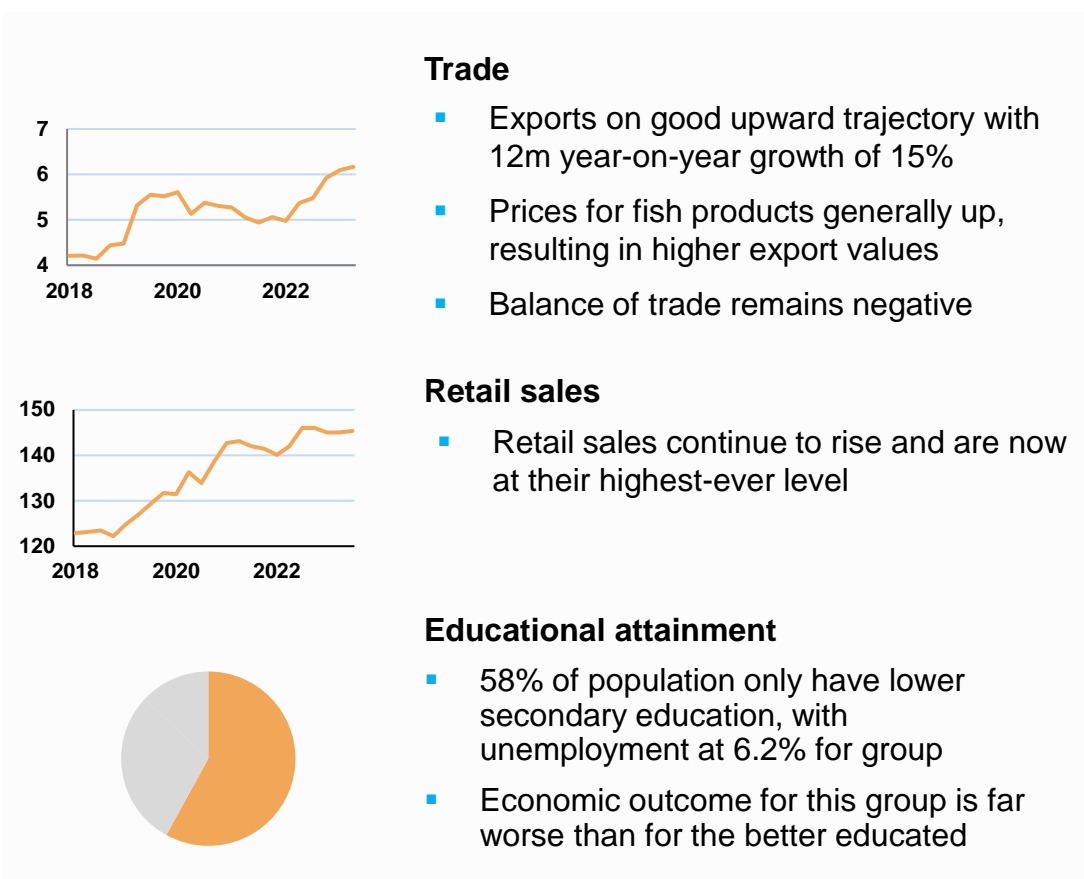 Trade
7
6
5
4
2018 2020 2022
▪ Exports on good upward trajectory with
12m year-on-year growth of 15%
▪ Prices for fish products generally up,
resulting in higher export values
▪ Balance of trade remains negative
Retail sales
150
140
130
120
2018 2020 2022
▪ Retail sales continue to rise and are now
at their highest-ever level
Educational attainment
▪ 58% of population only have lower
secondary education, with
unemployment at 6.2% for group
▪ Economic outcome for this group is far
worse than for the better educated